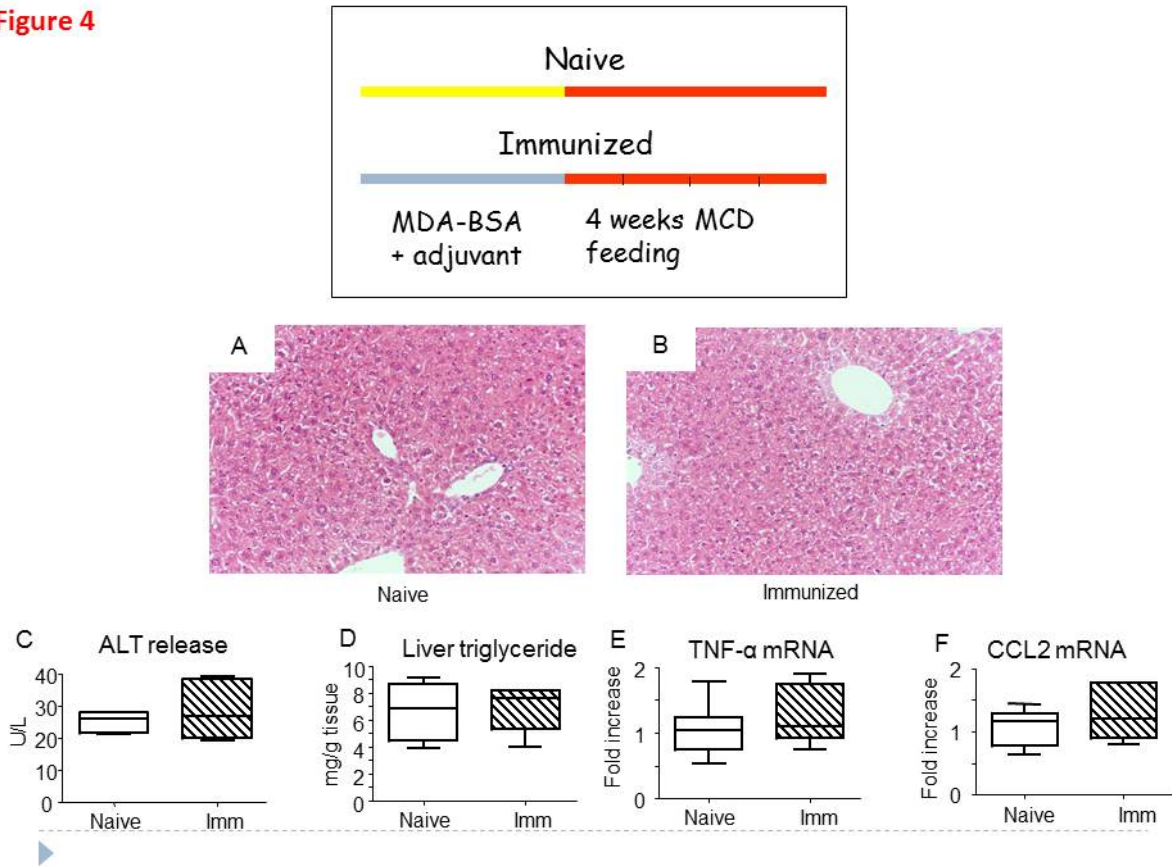 Figure 4
Naive
Immunized
MDA-BSA
+ adjuvant
4 weeks MCD
feeding
A
B
Naive
Immunized
C
ALT release
U/L
40
30
20
10
0
Naive
Imm
D
Liver triglyceride
mg/g tissue
10
8
6
4
2
0
Naive
Imm
E
TNF-α mRNA
Fold increase
2
1
0
Naive
Imm
F
CCL2 mRNA
Fold increase
2
1
0
Naive
Imm